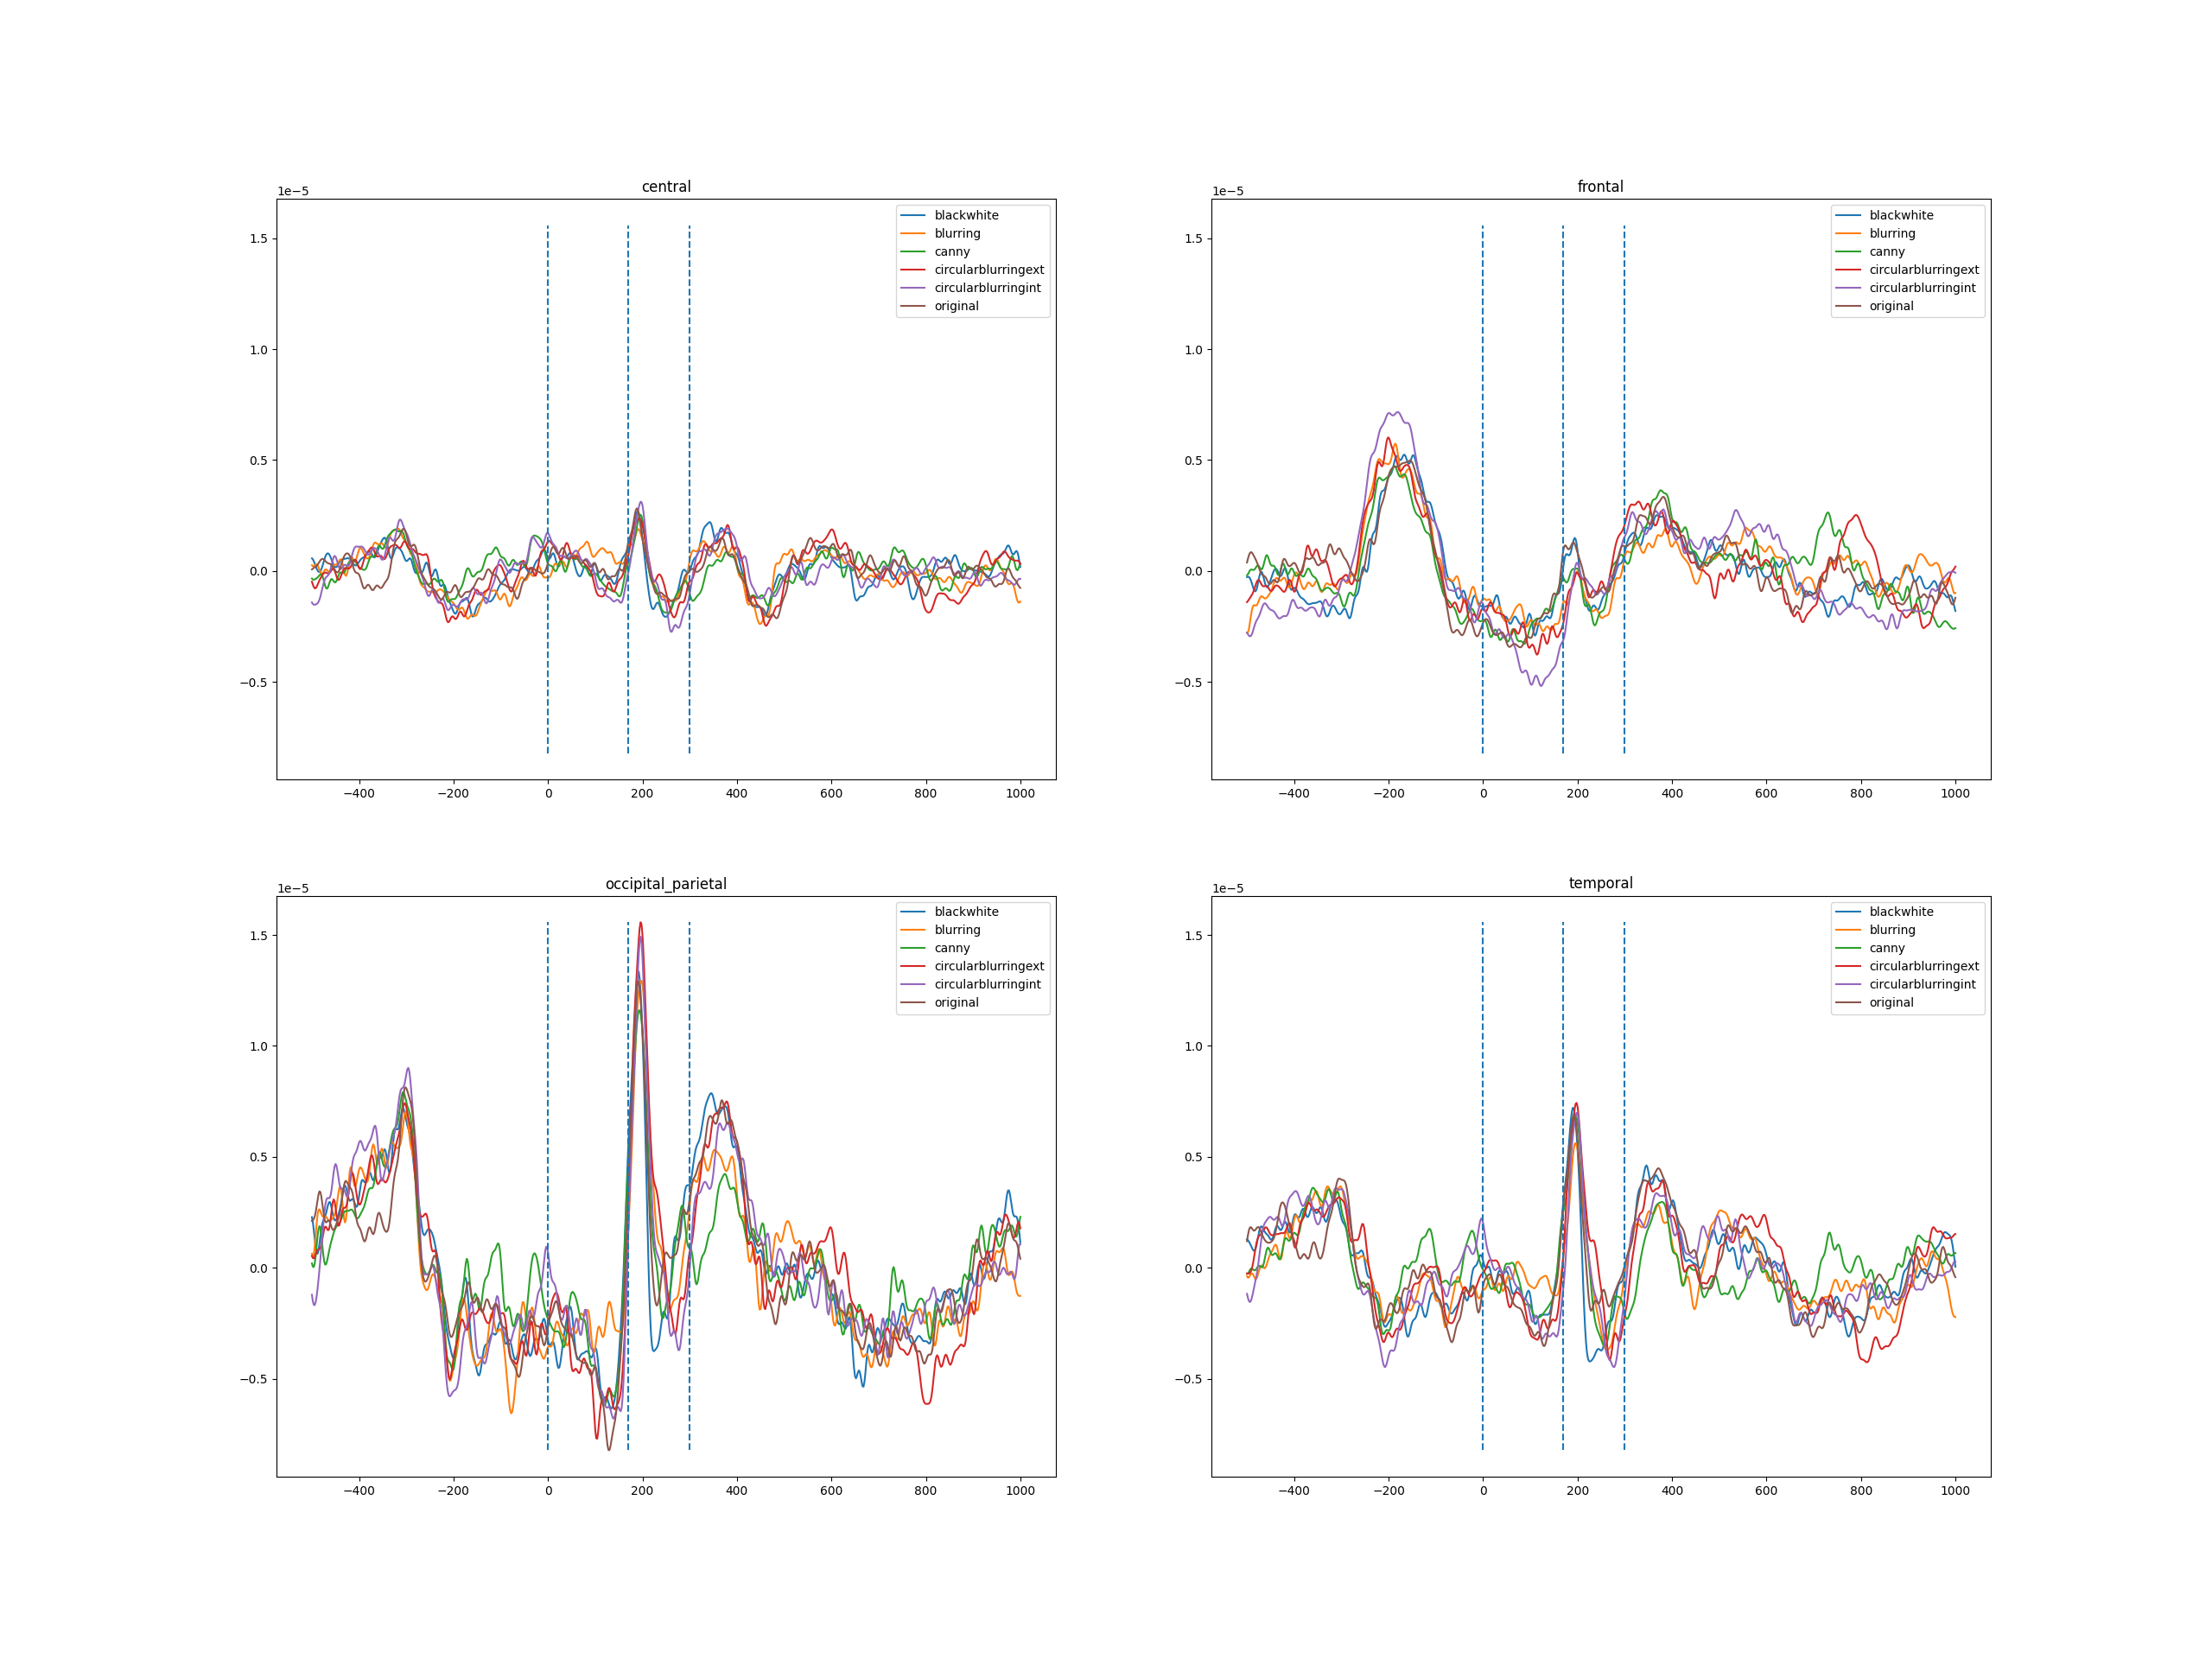 central
1e−5
1.5
1.0
0.5
0.0
−0.5
−400 −200 0 200 400 600 800 1000
blackwhite
blurring
canny
circularblurringext
circularblurringint
original
frontal
1e−5
1.5
1.0
0.5
0.0
−0.5
−400 −200 0 200 400 600 800 1000
blackwhite
blurring
canny
circularblurringext
circularblurringint
original
occipital_parietal
1e−5
1.5
1.0
0.5
0.0
−0.5
−400 −200 0 200 400 600 800 1000
blackwhite
blurring
canny
circularblurringext
circularblurringint
original
temporal
1e−5
1.5
1.0
0.5
0.0
−0.5
−400 −200 0 200 400 600 800 1000
blackwhite
blurring
canny
circularblurringext
circularblurringint
original